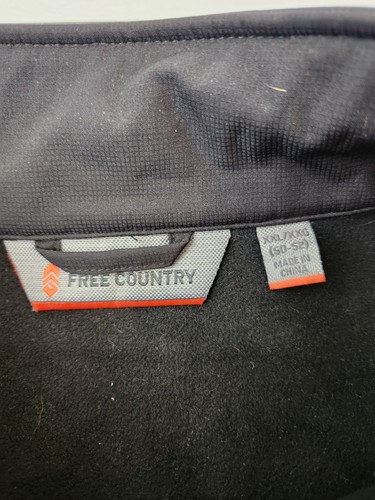 FREE COUNTRY
XXL/XXG
(50-52)
MADE IN
CHINA